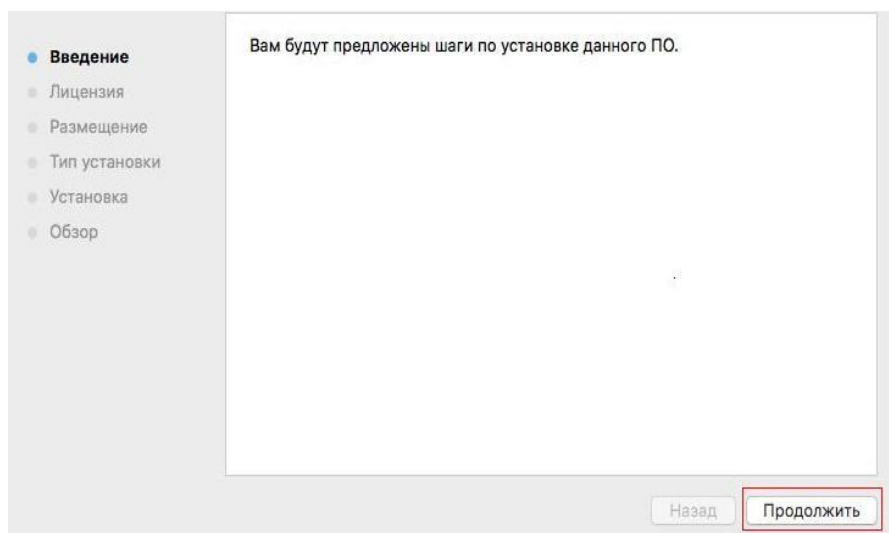 Введение
Лицензия
Размещение
Тип установки
Установка
Обзор
Вам будут предложены шаги по установке данного ПО.
Назад
Продолжить